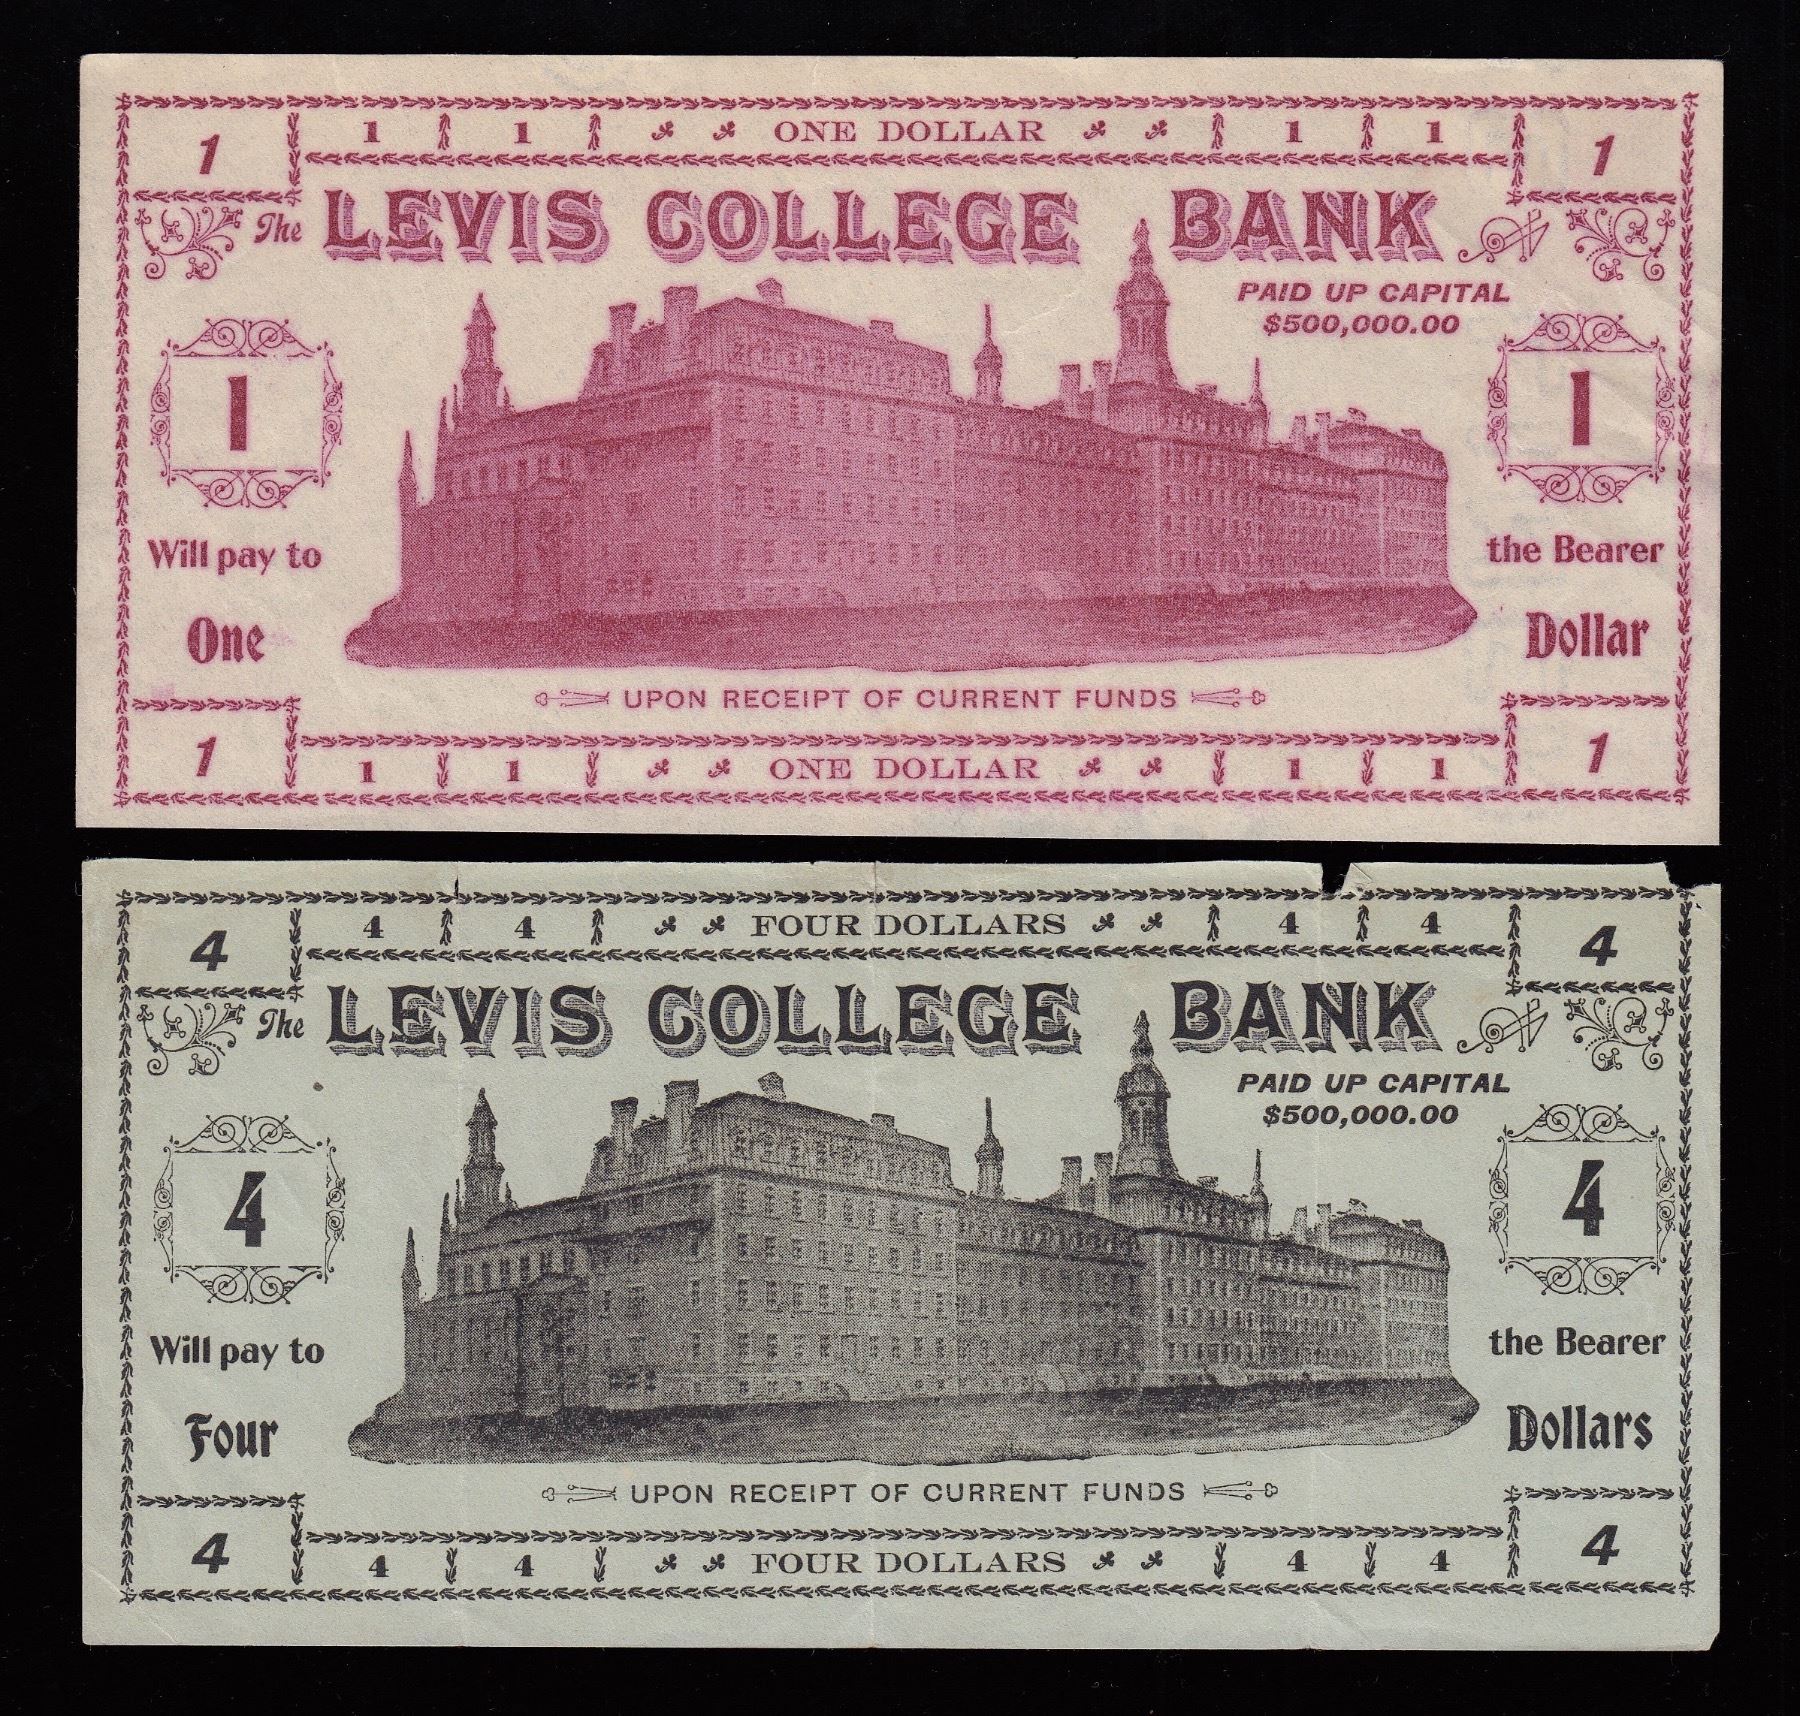 1 1 1 ONE DOLLAR 1 1 1
The LEVIS COLLEGE BANK
PAID UP CAPITAL
$500,000.00
1 1
Will pay to the Bearer
One Dollar
UPON RECEIPT OF CURRENT FUNDS
1 1 1 ONE DOLLAR 1 1 1
4 4 4 FOUR DOLLARS 4 4 4
The LEVIS COLLEGE BANK
PAID UP CAPITAL
$500,000.00
4 4
Will pay to the Bearer
Four Dollars
UPON RECEIPT OF CURRENT FUNDS
4 4 4 FOUR DOLLARS 4 4 4